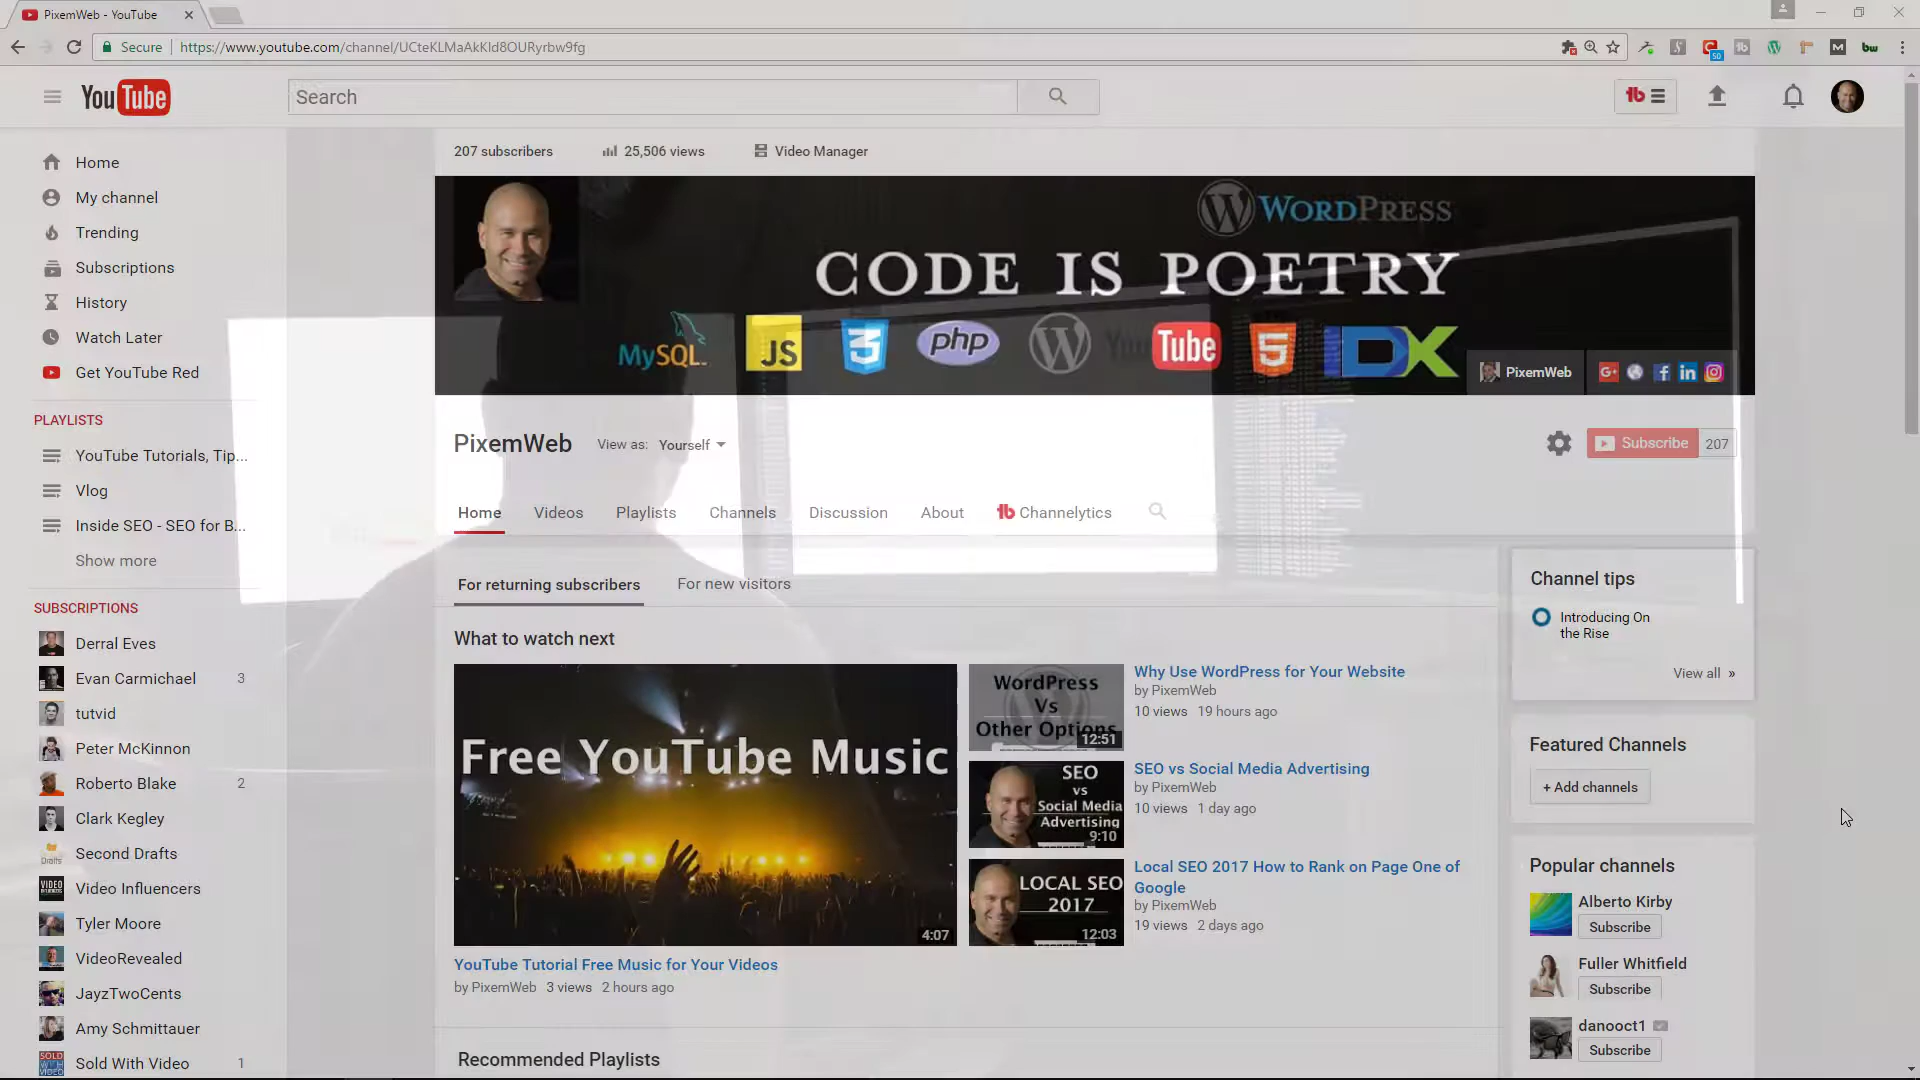 PixemWeb - YouTube
Secure
https://www.youtube.com/channel/UCteKLMaAkKId8OURyrbw9fg
50
YouTube
Search
Home
My channel
Trending
Subscriptions
History
Watch Later
Get YouTube Red
PLAYLISTS
YouTube Tutorials, Tip...
Vlog
Inside SEO - SEO for B...
Show more
SUBSCRIPTIONS
Derral Eves
Evan Carmichael 3
tutvid
Peter McKinnon
Roberto Blake 2
Clark Kegley
Second Drafts
Video Influencers
Tyler Moore
VideoRevealed
JayzTwoCents
Amy Schmittauer
Sold With Video 1
207 subscribers 25,506 views Video Manager
WORDPRESS
CODE IS POETRY
MySQL JS 3 php YouTube 5 IDX
PixemWeb
PixemWeb View as: Yourself
Subscribe 207
Home Videos Playlists Channels Discussion About Channelytics
For returning subscribers For new visitors
What to watch next
Free YouTube Music
4:07
YouTube Tutorial Free Music for Your Videos
by PixemWeb 3 views 2 hours ago
WordPress
Vs
Other Options
12:51
Why Use WordPress for Your Website
by PixemWeb
10 views 19 hours ago
SEO
vs
Social Media
Advertising
9:10
SEO vs Social Media Advertising
by PixemWeb
10 views 1 day ago
LOCAL SEO
2017
12:03
Local SEO 2017 How to Rank on Page One of
Google
by PixemWeb
19 views 2 days ago
Recommended Playlists
Channel tips
Introducing On
the Rise
View all »
Featured Channels
+ Add channels
Popular channels
Alberto Kirby
Subscribe
Fuller Whitfield
Subscribe
danooct1
Subscribe